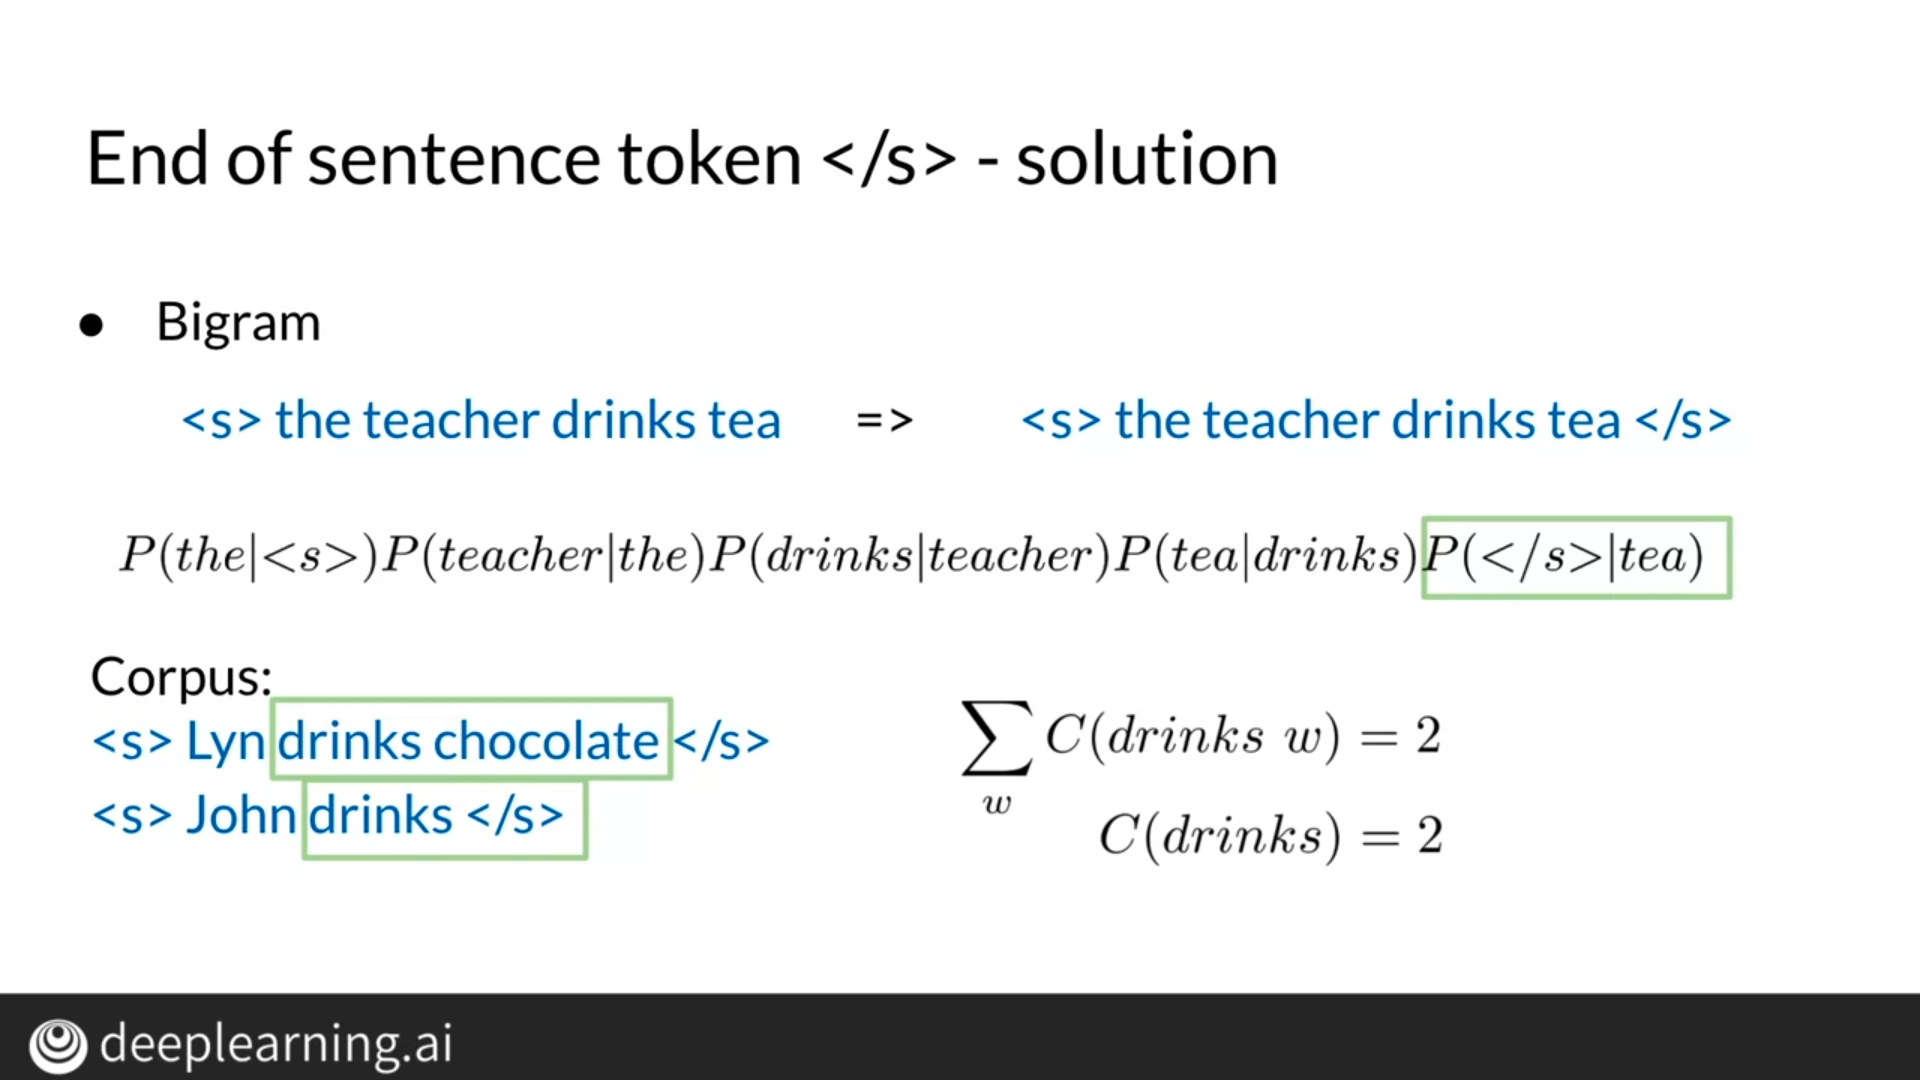 End of sentence token </s> - solution
● Bigram
<s> the teacher drinks tea => <s> the teacher drinks tea </s>
P(the|<s>)P(teacher|the)P(drinks|teacher)P(tea|drinks)P(</s>|tea)
Corpus:
<s> Lyn drinks chocolate </s>
<s> John drinks </s>
∑ C(drinks w) = 2
w
C(drinks) = 2
deeplearning.ai